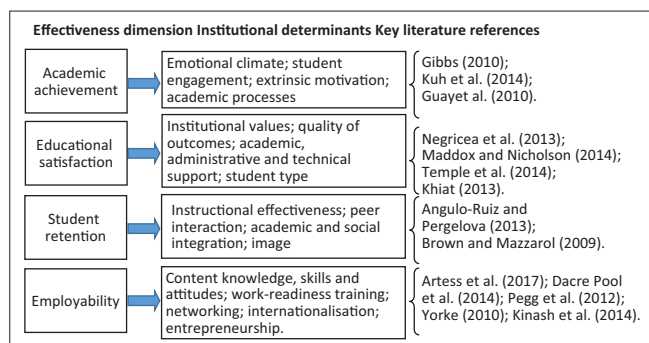 Effectiveness dimension Institutional determinants Key literature references
Academic
achievement
Emotional climate; student
engagement; extrinsic motivation;
academic processes
Gibbs (2010);
Kuh et al. (2014);
Guayet al. (2010).
Educational
satisfaction
Institutional values; quality of
outcomes; academic,
administrative and technical
support; student type
Negricea et al. (2013);
Maddox and Nicholson (2014);
Temple et al. (2014);
Khiat (2013).
Student
retention
Instructional effectiveness; peer
interaction; academic and social
integration; image
Angulo-Ruiz and
Pergelova (2013);
Brown and Mazzarol (2009).
Employability
Content knowledge, skills and
attitudes; work-readiness training;
networking; internationalisation;
entrepreneurship.
Artess et al. (2017); Dacre Pool
et al. (2014); Pegg et al. (2012);
Yorke (2010); Kinash et al. (2014).